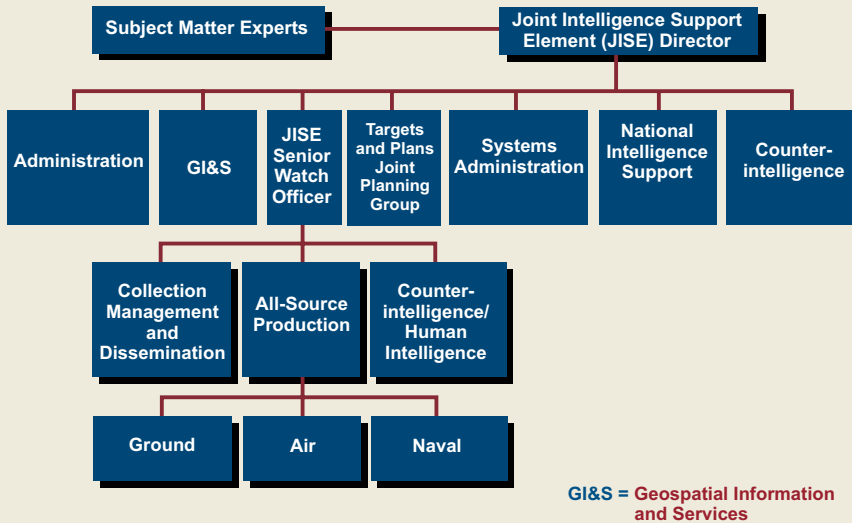 Subject Matter Experts
Joint Intelligence Support
Element (JISE) Director
Administration
GI&S
JISE
Senior
Watch
Officer
Targets
and Plans
Joint
Planning
Group
Systems
Administration
National
Intelligence
Support
Counter-
intelligence
Collection
Management
and
Dissemination
All-Source
Production
Counter-
intelligence/
Human
Intelligence
Ground
Air
Naval
GI&S = Geospatial Information
and Services